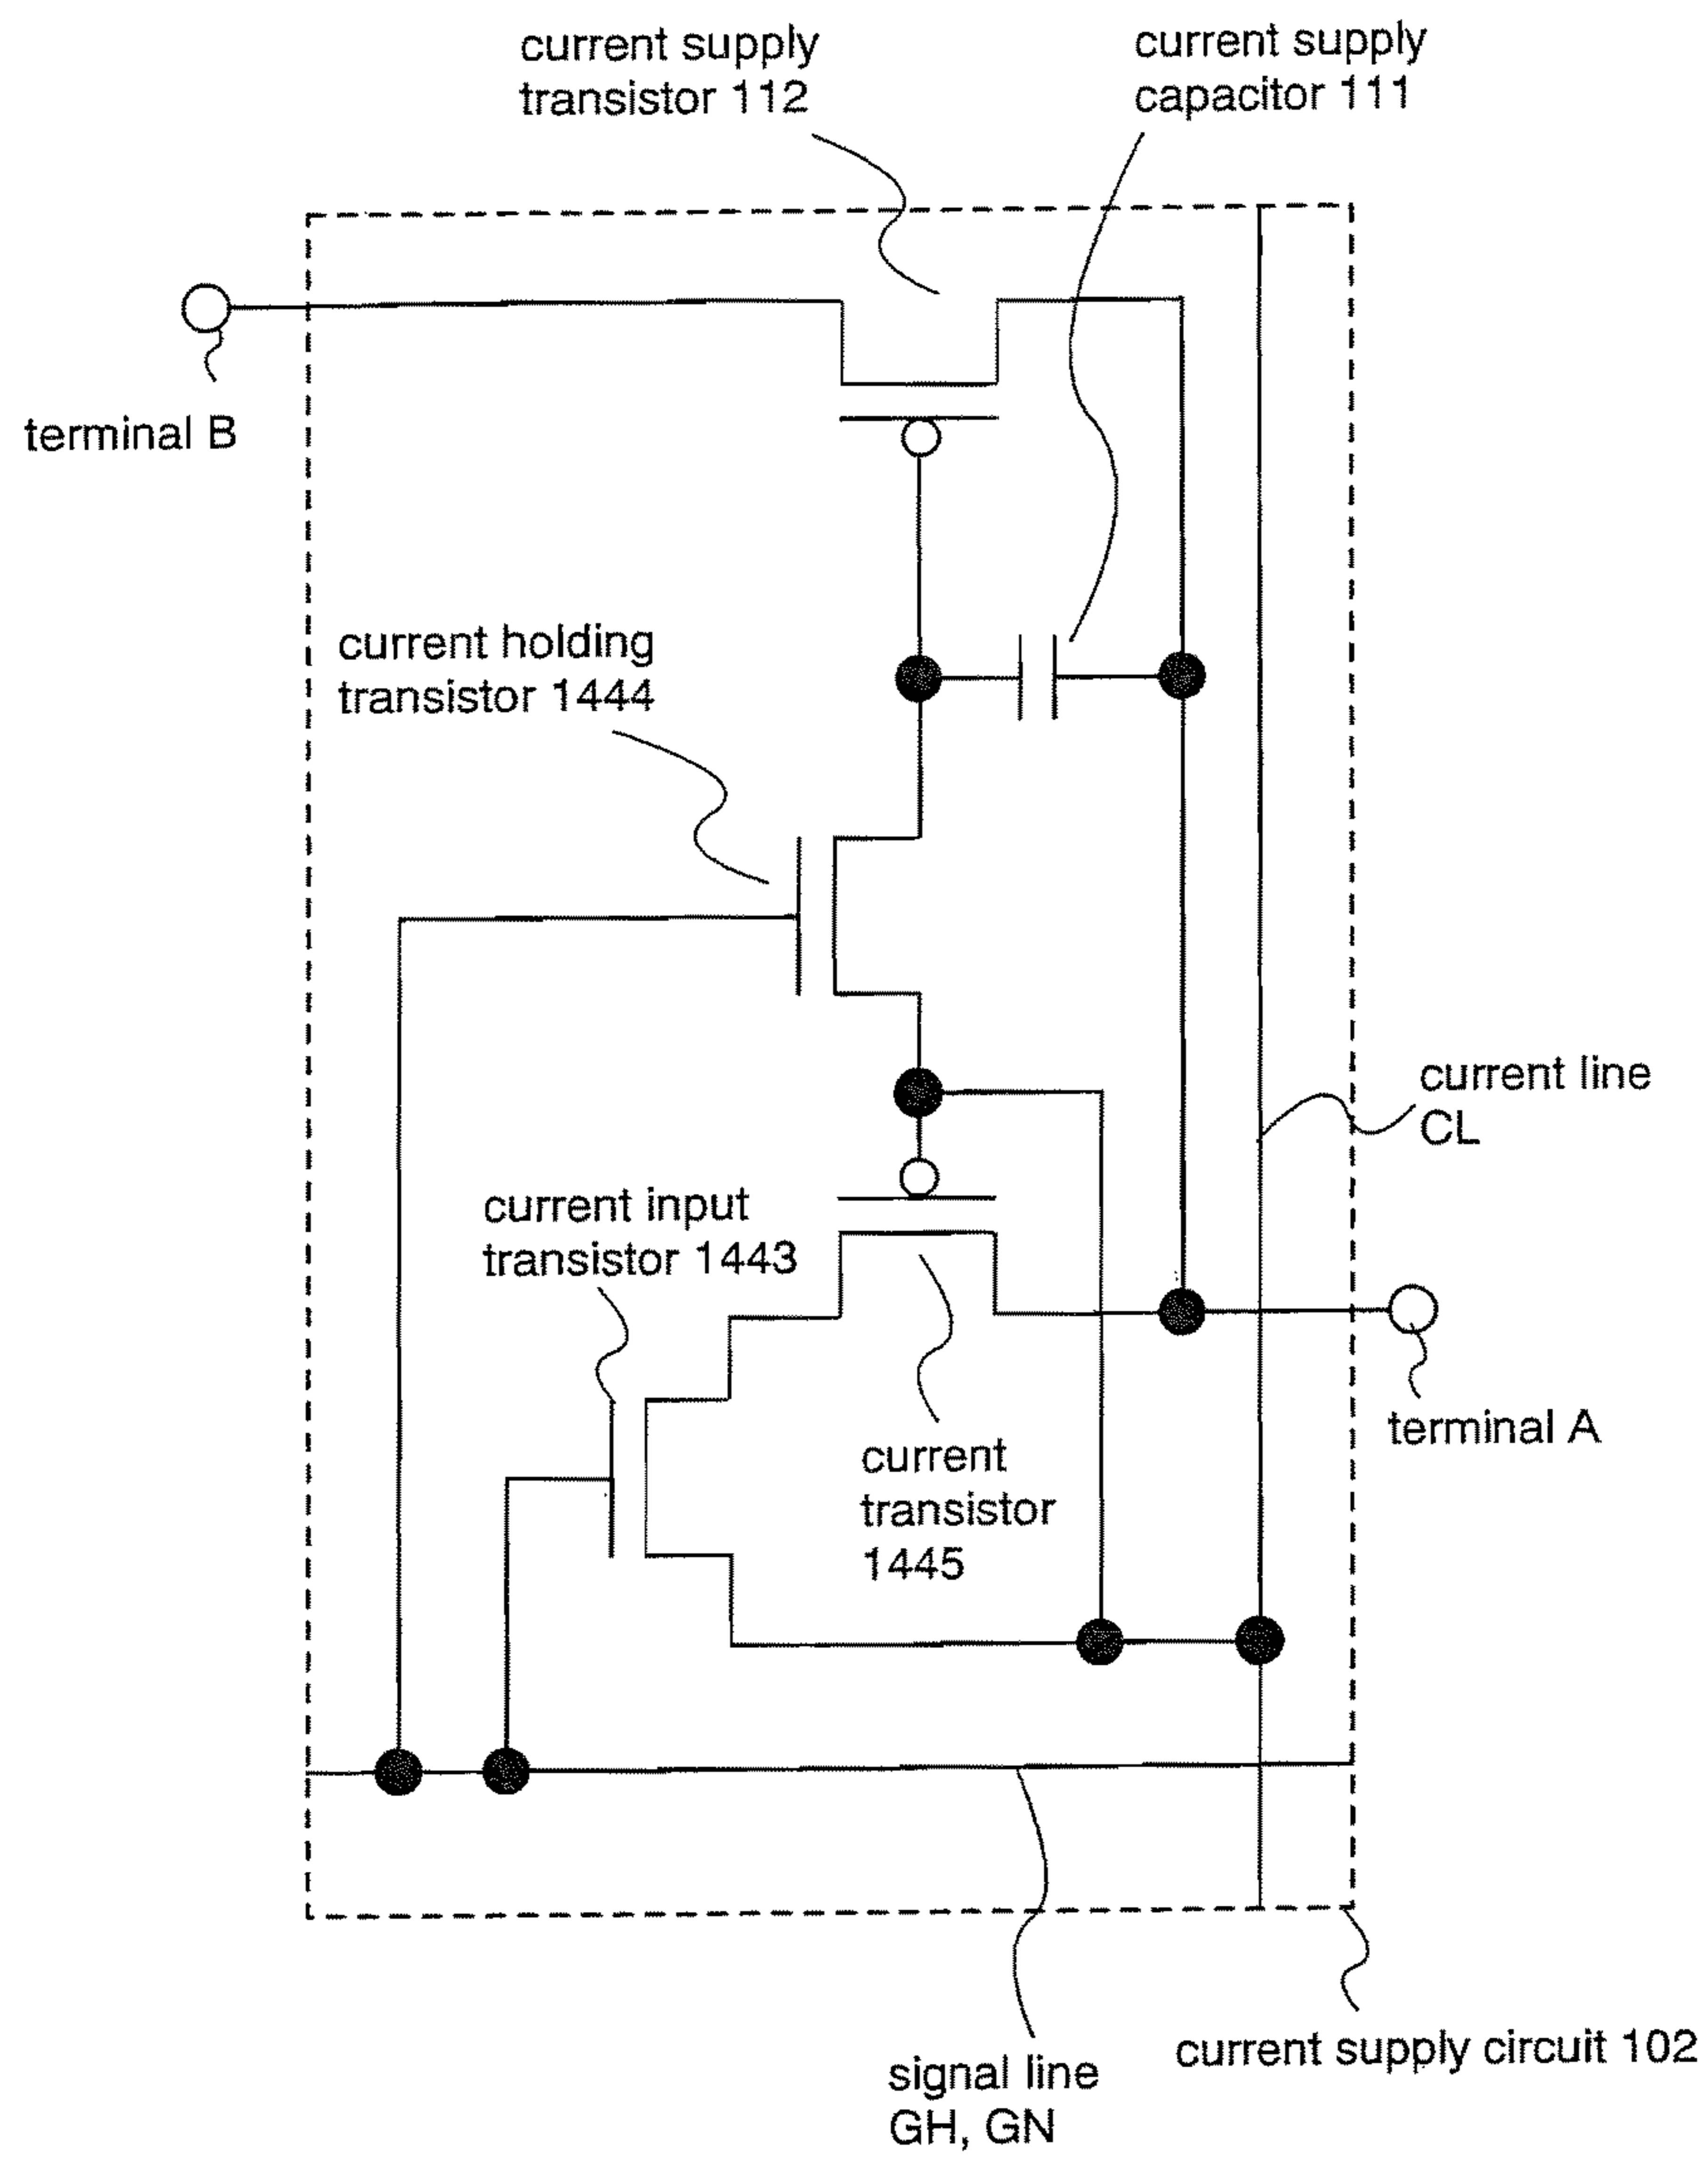 current supply
transistor 112
current supply
capacitor 111
terminal B
current holding
transistor 1444
current line
CL
current input
transistor 1443
terminal A
current
transistor
1445
current supply circuit 102
signal line
GH, GN